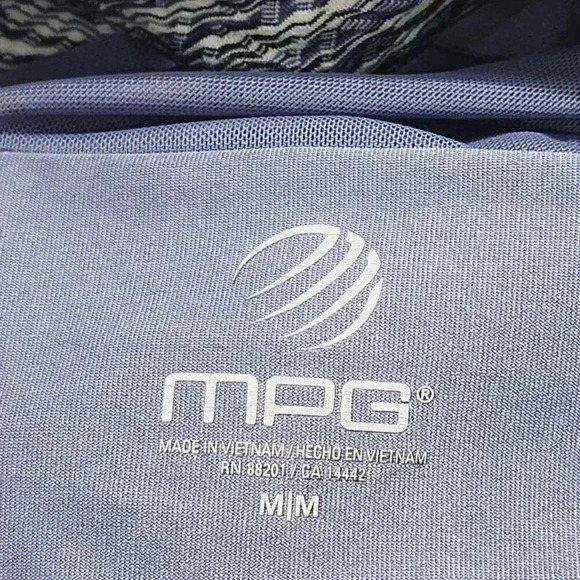 MPG®
MADE IN VIETNAM / HECHO EN VIETNAM
RN 88201 / CA 14442
M|M